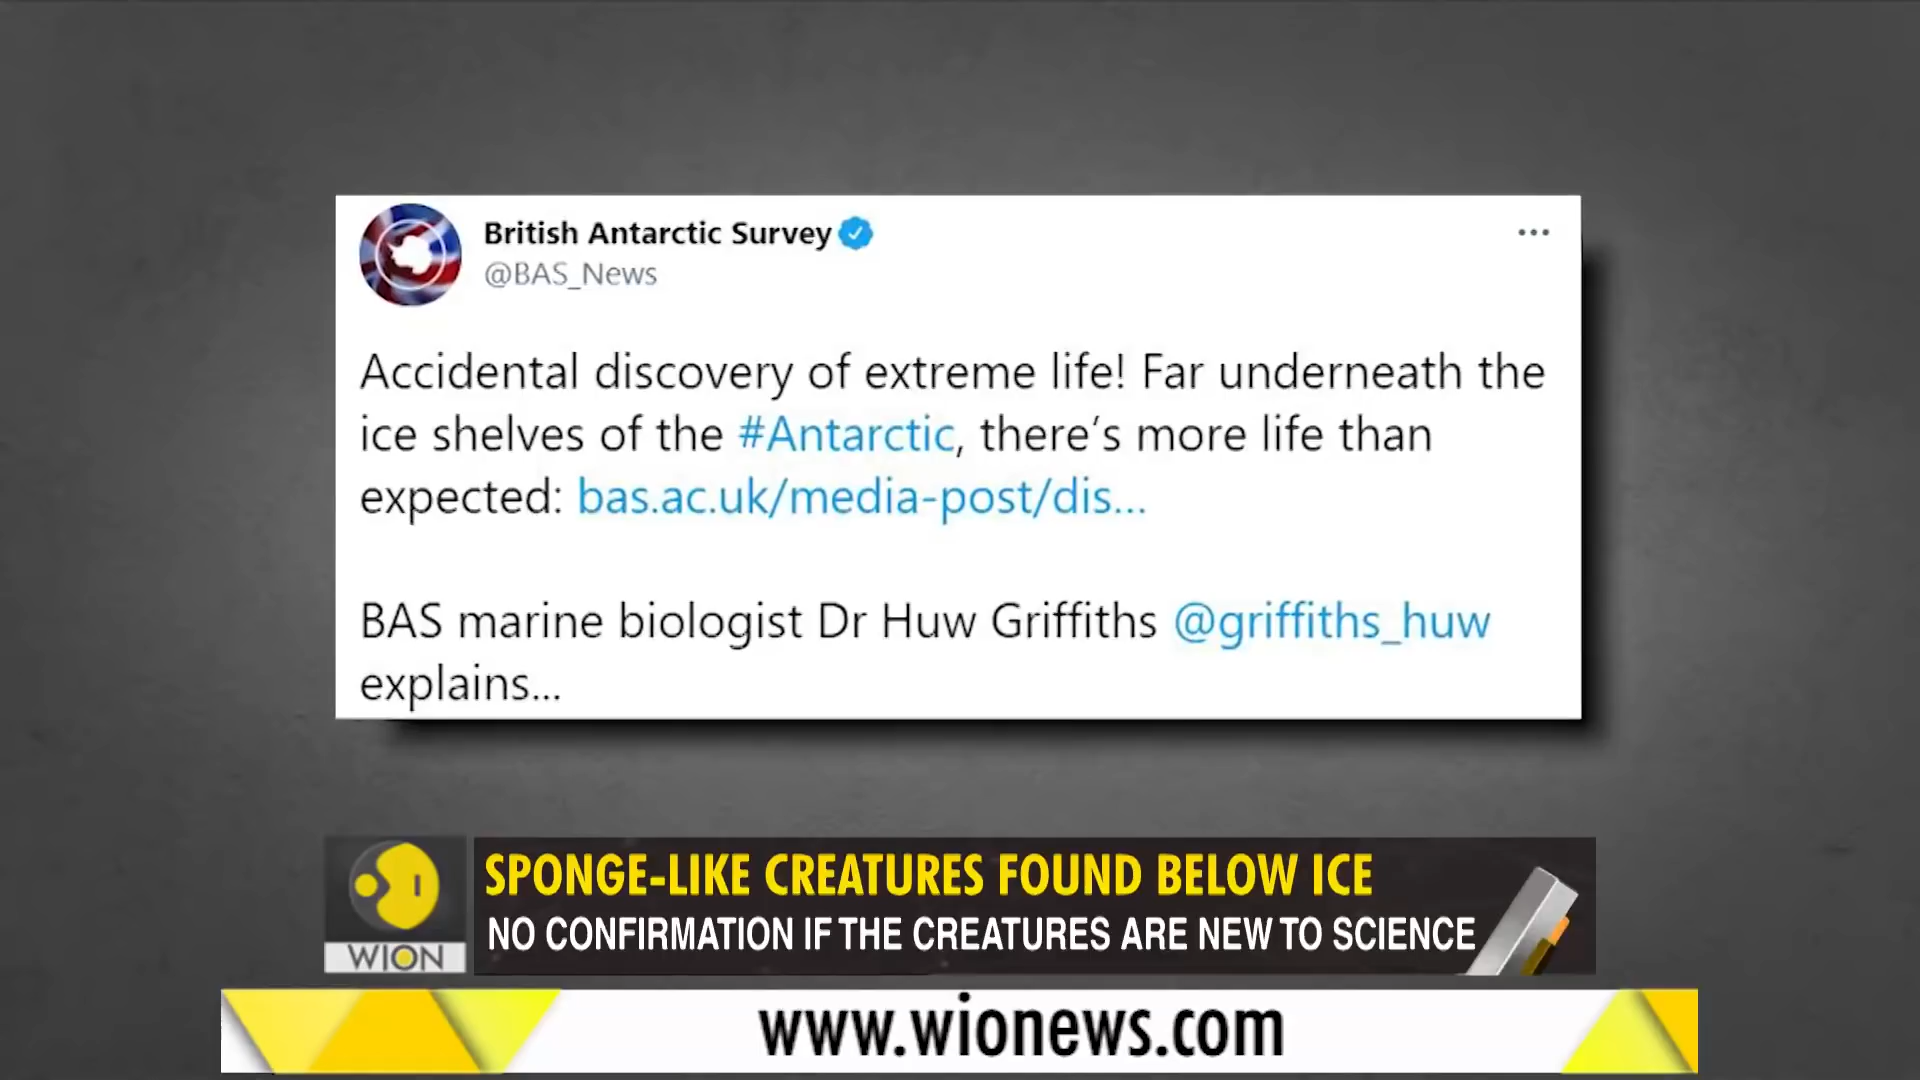 British Antarctic Survey
@BAS_News
Accidental discovery of extreme life! Far underneath the
ice shelves of the #Antarctic, there's more life than
expected: bas.ac.uk/media-post/dis...
BAS marine biologist Dr Huw Griffiths @griffiths_huw
explains...
SPONGE-LIKE CREATURES FOUND BELOW ICE
NO CONFIRMATION IF THE CREATURES ARE NEW TO SCIENCE
WION
www.wionews.com